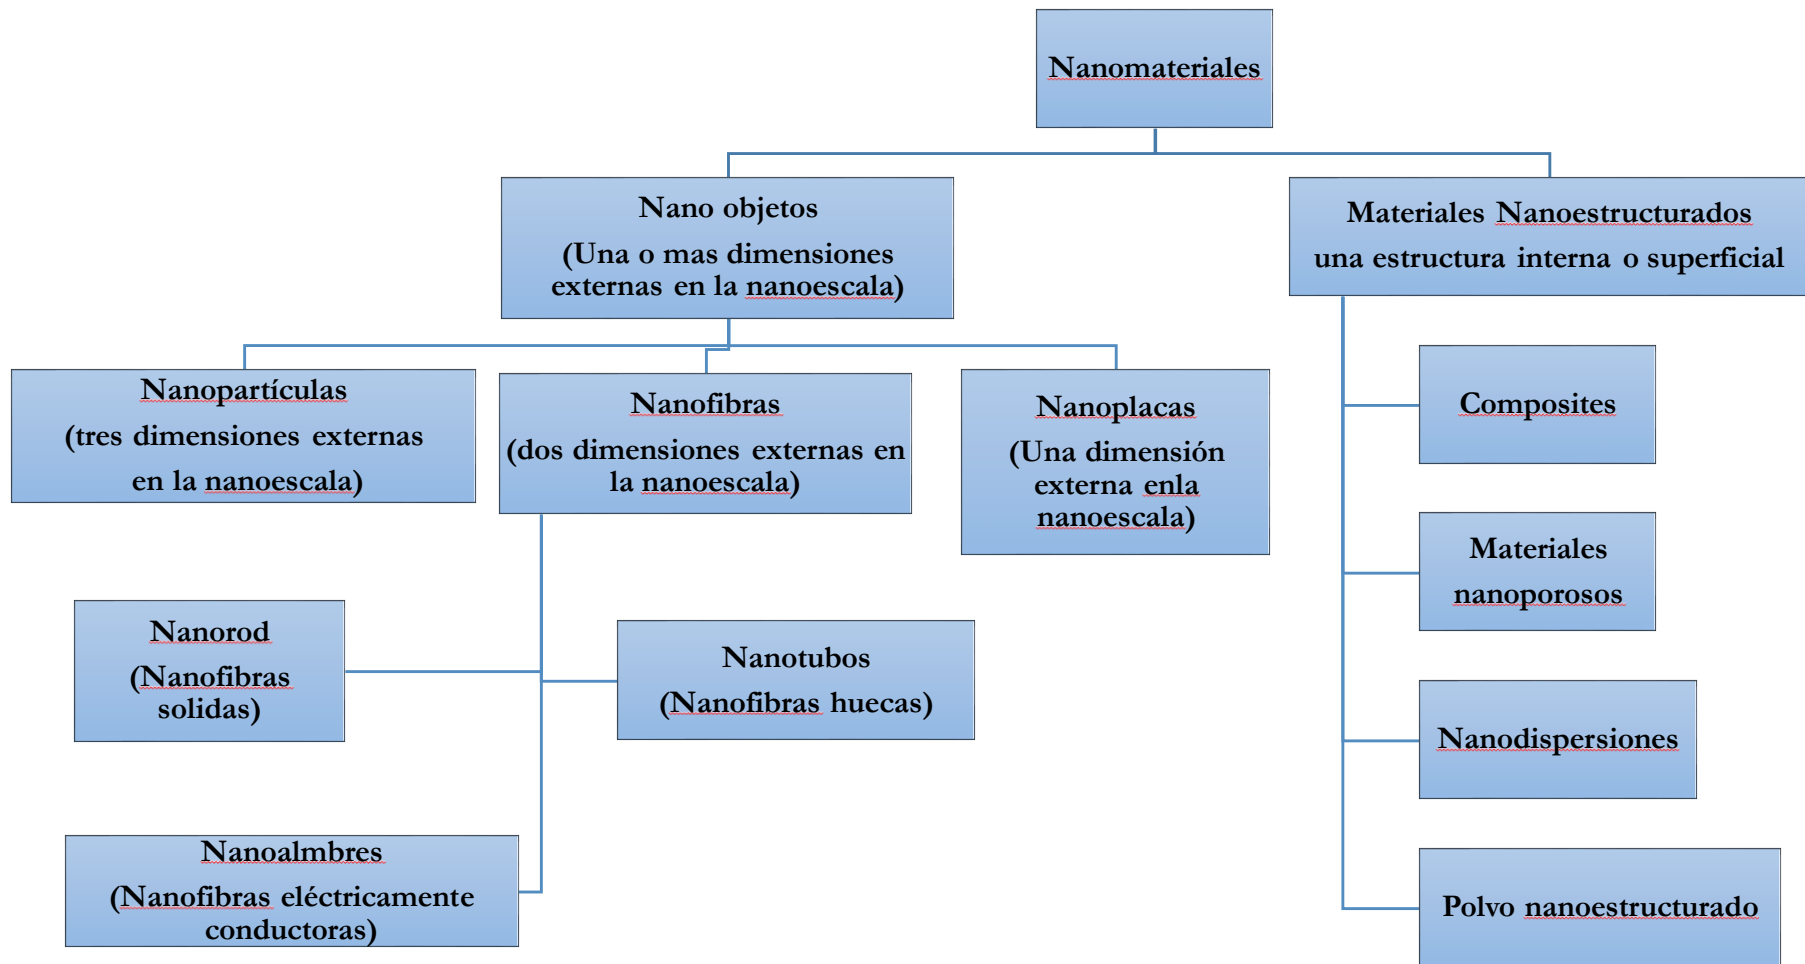 Nanomateriales
Nano objetos
(Una o mas dimensiones
externas en la nanoescala)
Materiales Nanoestructurados
una estructura interna o superficial
Nanopartículas
(tres dimensiones externas
en la nanoescala)
Nanofibras
(dos dimensiones externas en
la nanoescala)
Nanoplacas
(Una dimensión
externa enla
nanoescala)
Composites
Materiales
nanoporosos
Nanorod
(Nanofibras
solidas)
Nanotubos
(Nanofibras huecas)
Nanodispersiones
Nanoalmbres
(Nanofibras eléctricamente
conductoras)
Polvo nanoestructurado